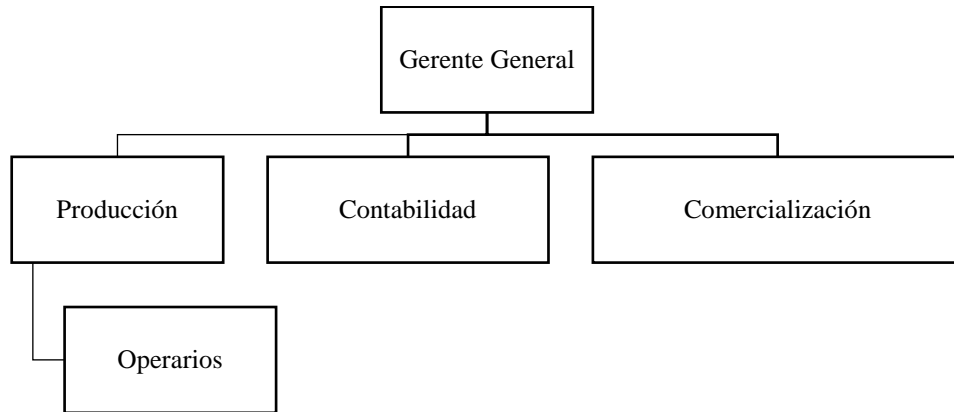 Gerente General
Producción
Contabilidad
Comercialización
Operarios